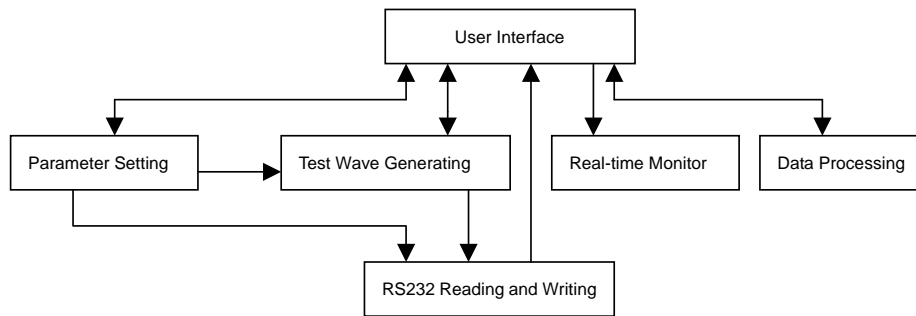 User Interface
Parameter Setting
Test Wave Generating
Real-time Monitor
Data Processing
RS232 Reading and Writing